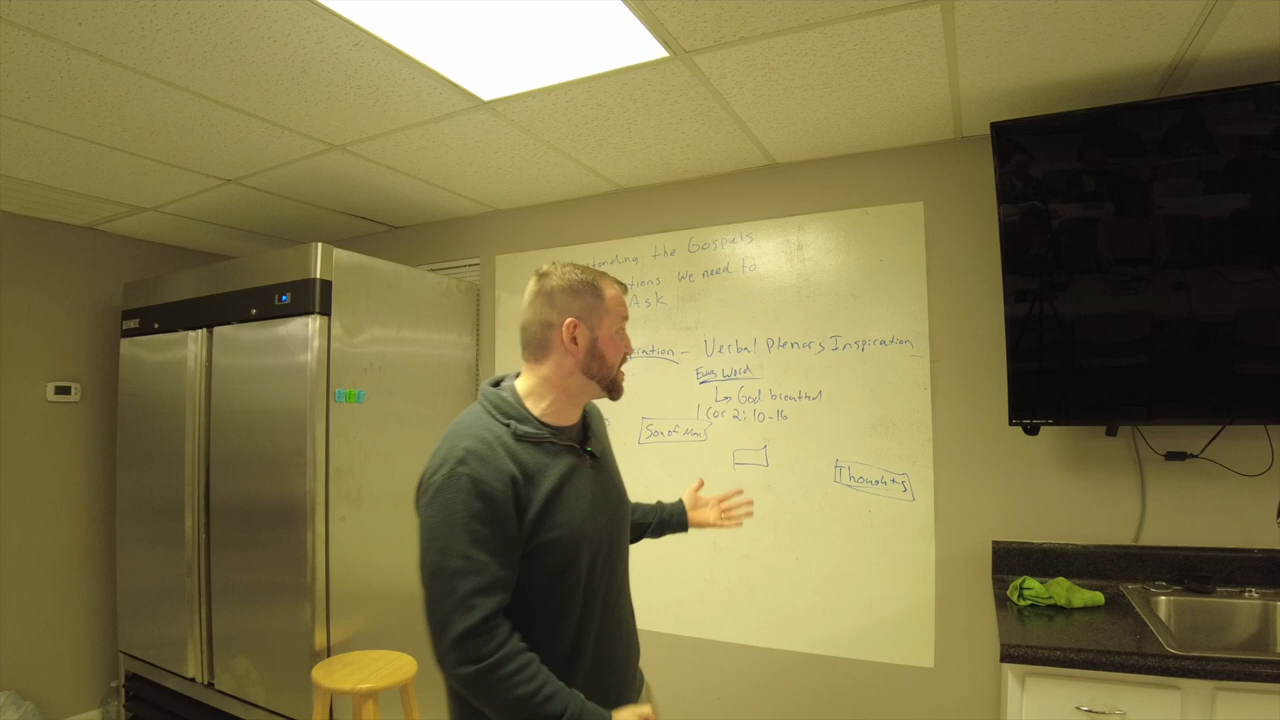 standing the Gospels
tions We need to
Ask
iration - Verbal Plenary Inspiration
Every Word
↳ God breathed
1 Cor 2:10-16
Son of Man
Thoughts